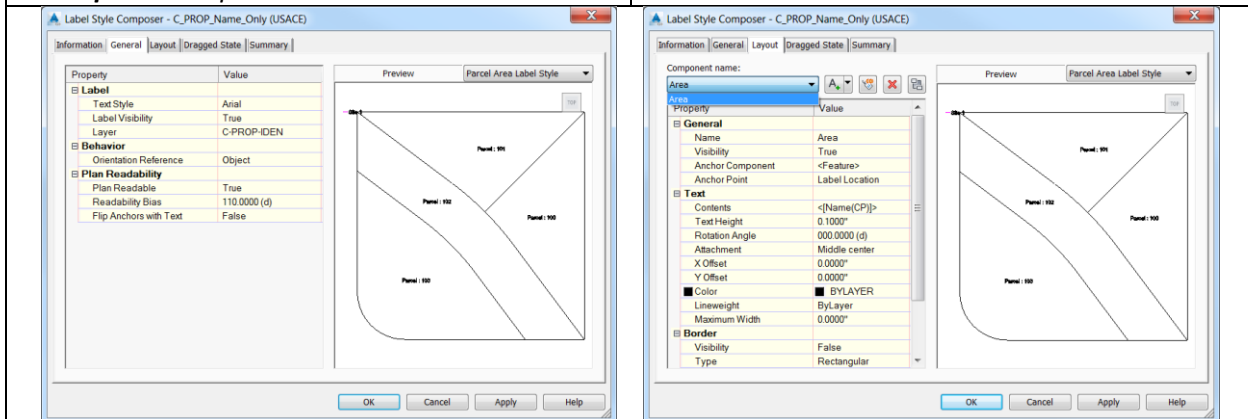 Label Style Composer - C_PROP_Name_Only (USACE)
Information General Layout Dragged State Summary
Property Value
Label
Text Style Arial
Label Visibility True
Layer C-PROP-IDEN
Behavior
Orientation Reference Object
Plan Readability
Plan Readable True
Readability Bias 110.0000 (d)
Flip Anchors with Text False
Preview Parcel Area Label Style
TOP
Parcel : 101
Parcel : 102
Parcel : 100
OK Cancel Apply Help
Label Style Composer - C_PROP_Name_Only (USACE)
Information General Layout Dragged State Summary
Component name:
Area
Area
Property Value
General
Name Area
Visibility True
Anchor Component <Feature>
Anchor Point Label Location
Text
Contents <[Name(CP)]>
Text Height 0.1000"
Rotation Angle 000.0000 (d)
Attachment Middle center
X Offset 0.0000"
Y Offset 0.0000"
Color BYLAYER
Lineweight ByLayer
Maximum Width 0.0000"
Border
Visibility False
Type Rectangular
Preview Parcel Area Label Style
TOP
Parcel : 101
Parcel : 102
Parcel : 100
OK Cancel Apply Help